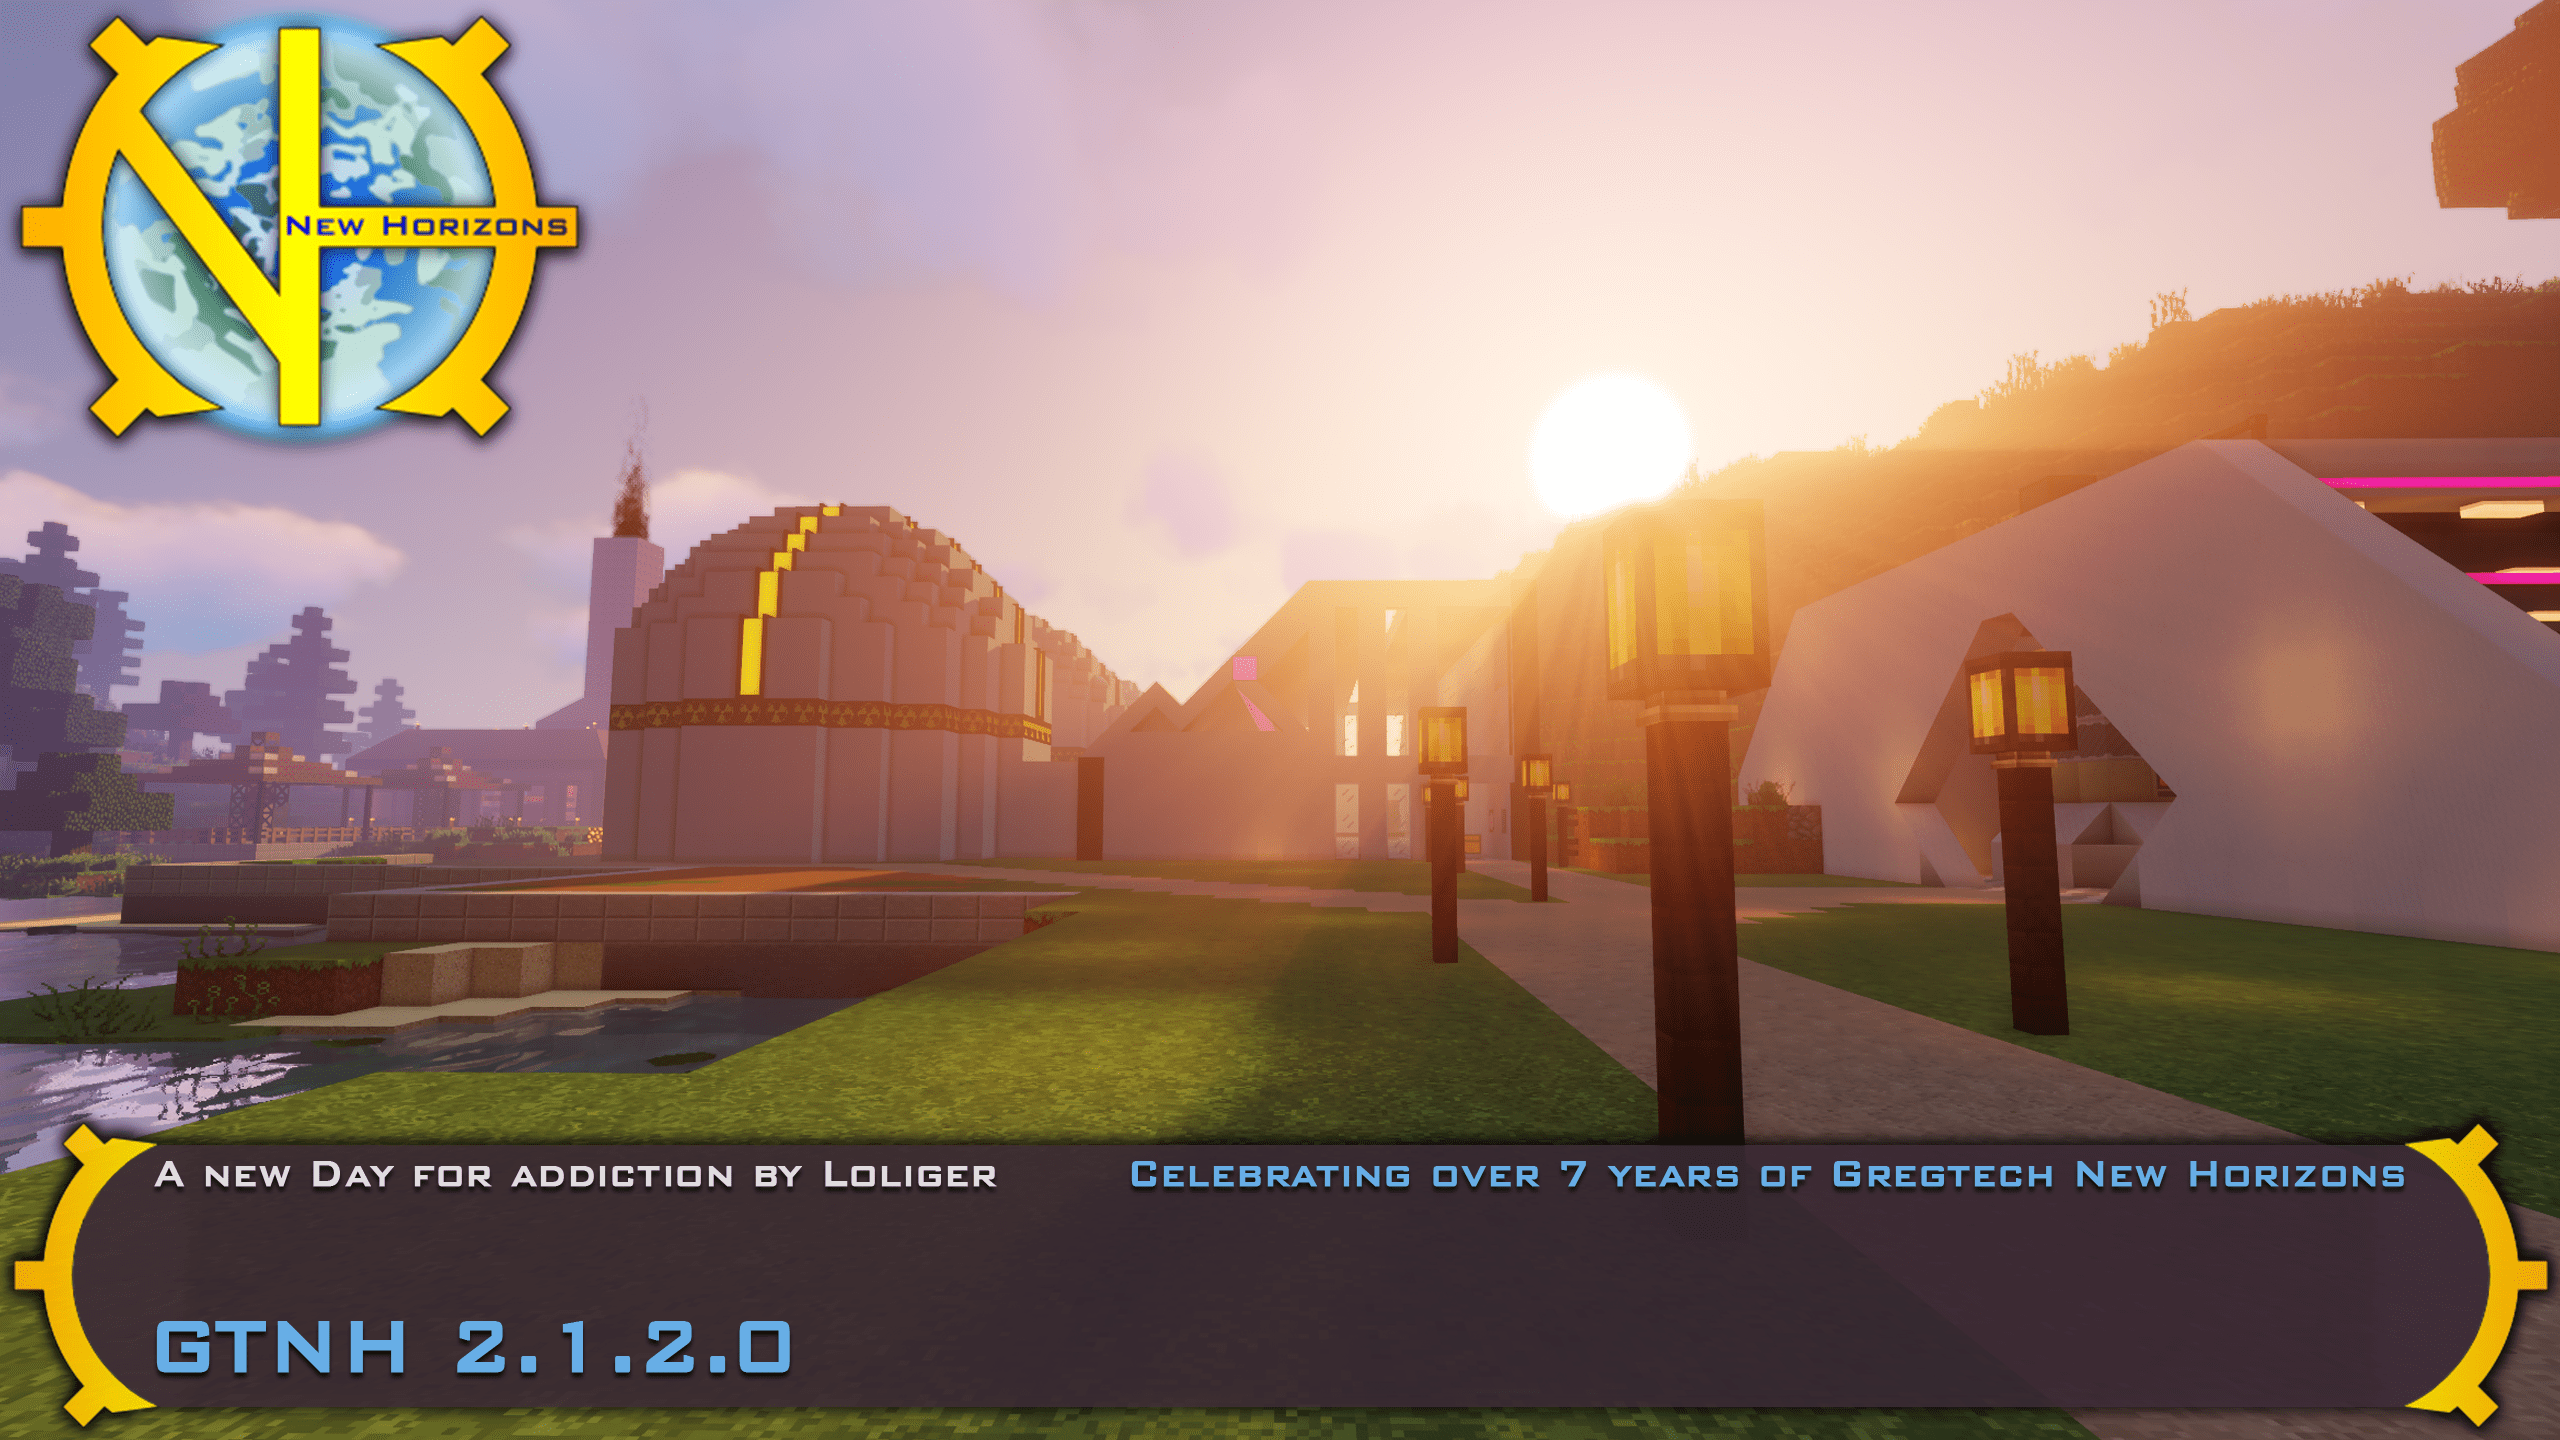 New Horizons
A new Day for addiction by Loliger
Celebrating over 7 years of Gregtech New Horizons
GTNH 2.1.2.0